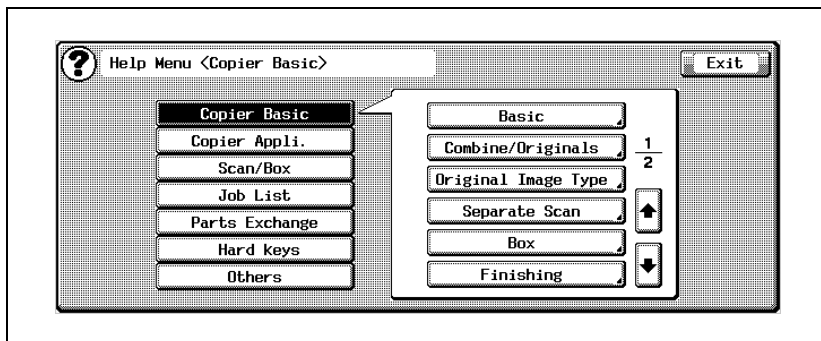 Help Menu <Copier Basic>
Exit
Copier Basic
Copier Appli.
Scan/Box
Job List
Parts Exchange
Hard keys
Others
Basic
Combine/Originals
Original Image Type
Separate Scan
Box
Finishing
1
2